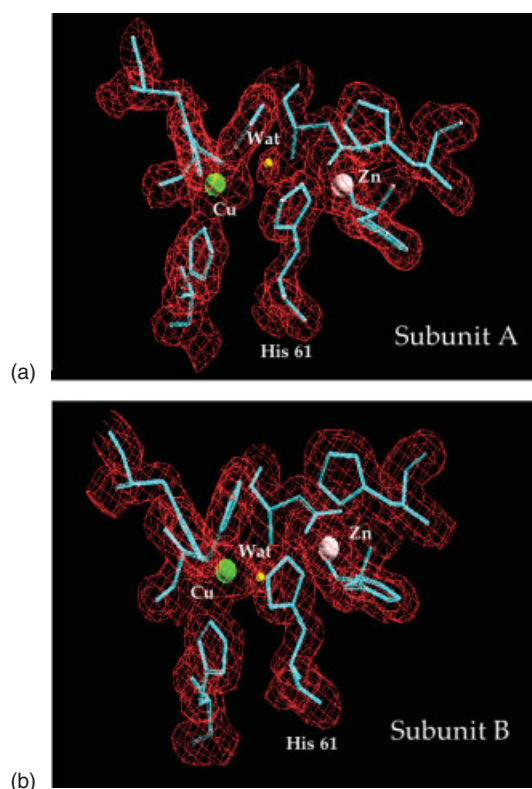 Wat
Zn
Cu
Subunit A
His 61
(a)
Zn
Wat
Cu
Subunit B
His 61
(b)